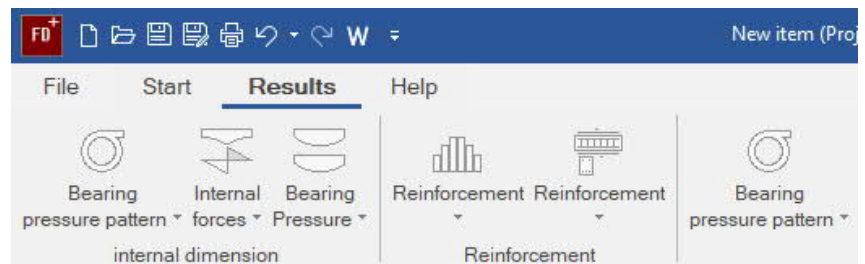 FD+ W New item (Proj
File Start Results Help
Bearing Internal Bearing Reinforcement Reinforcement Bearing
pressure pattern forces Pressure pressure pattern
internal dimension Reinforcement